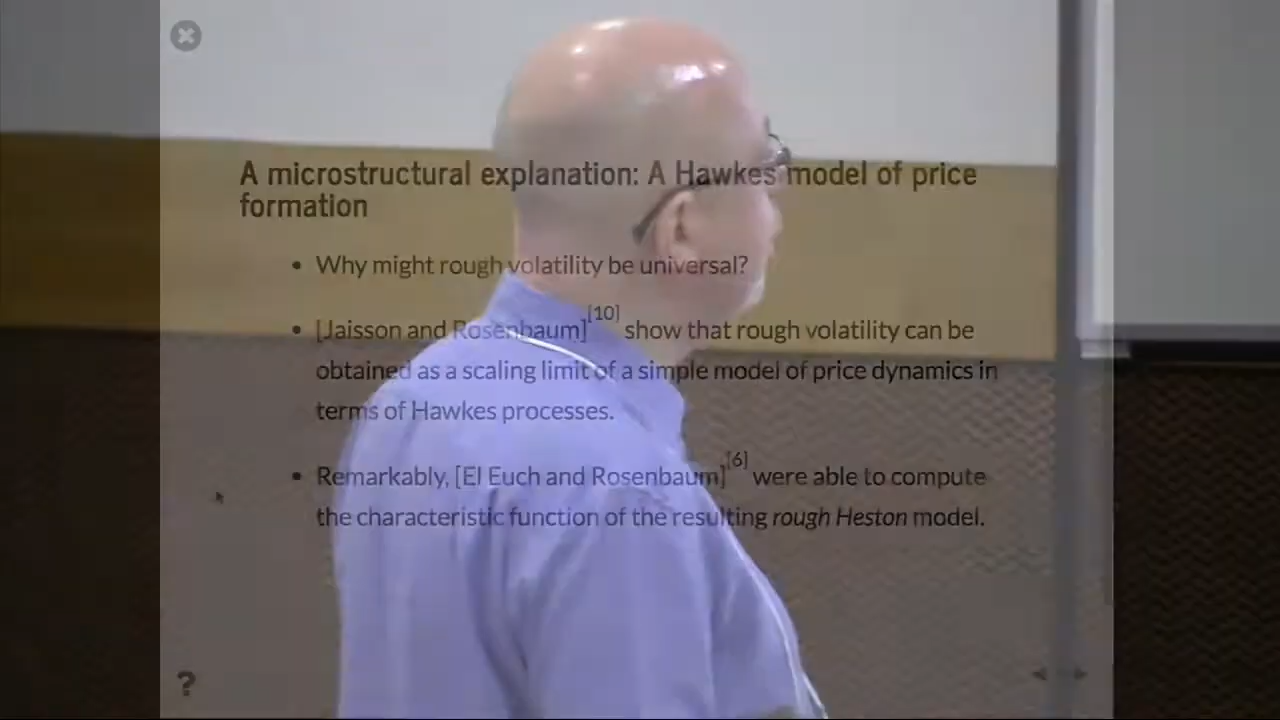 A microstructural explanation: A Hawkes model of price
formation
• Why might rough volatility be universal?
• [Jaisson and Rosenbaum][10] show that rough volatility can be
obtained as a scaling limit of a simple model of price dynamics in
terms of Hawkes processes.
• Remarkably, [El Euch and Rosenbaum][6] were able to compute
the characteristic function of the resulting rough Heston model.
?